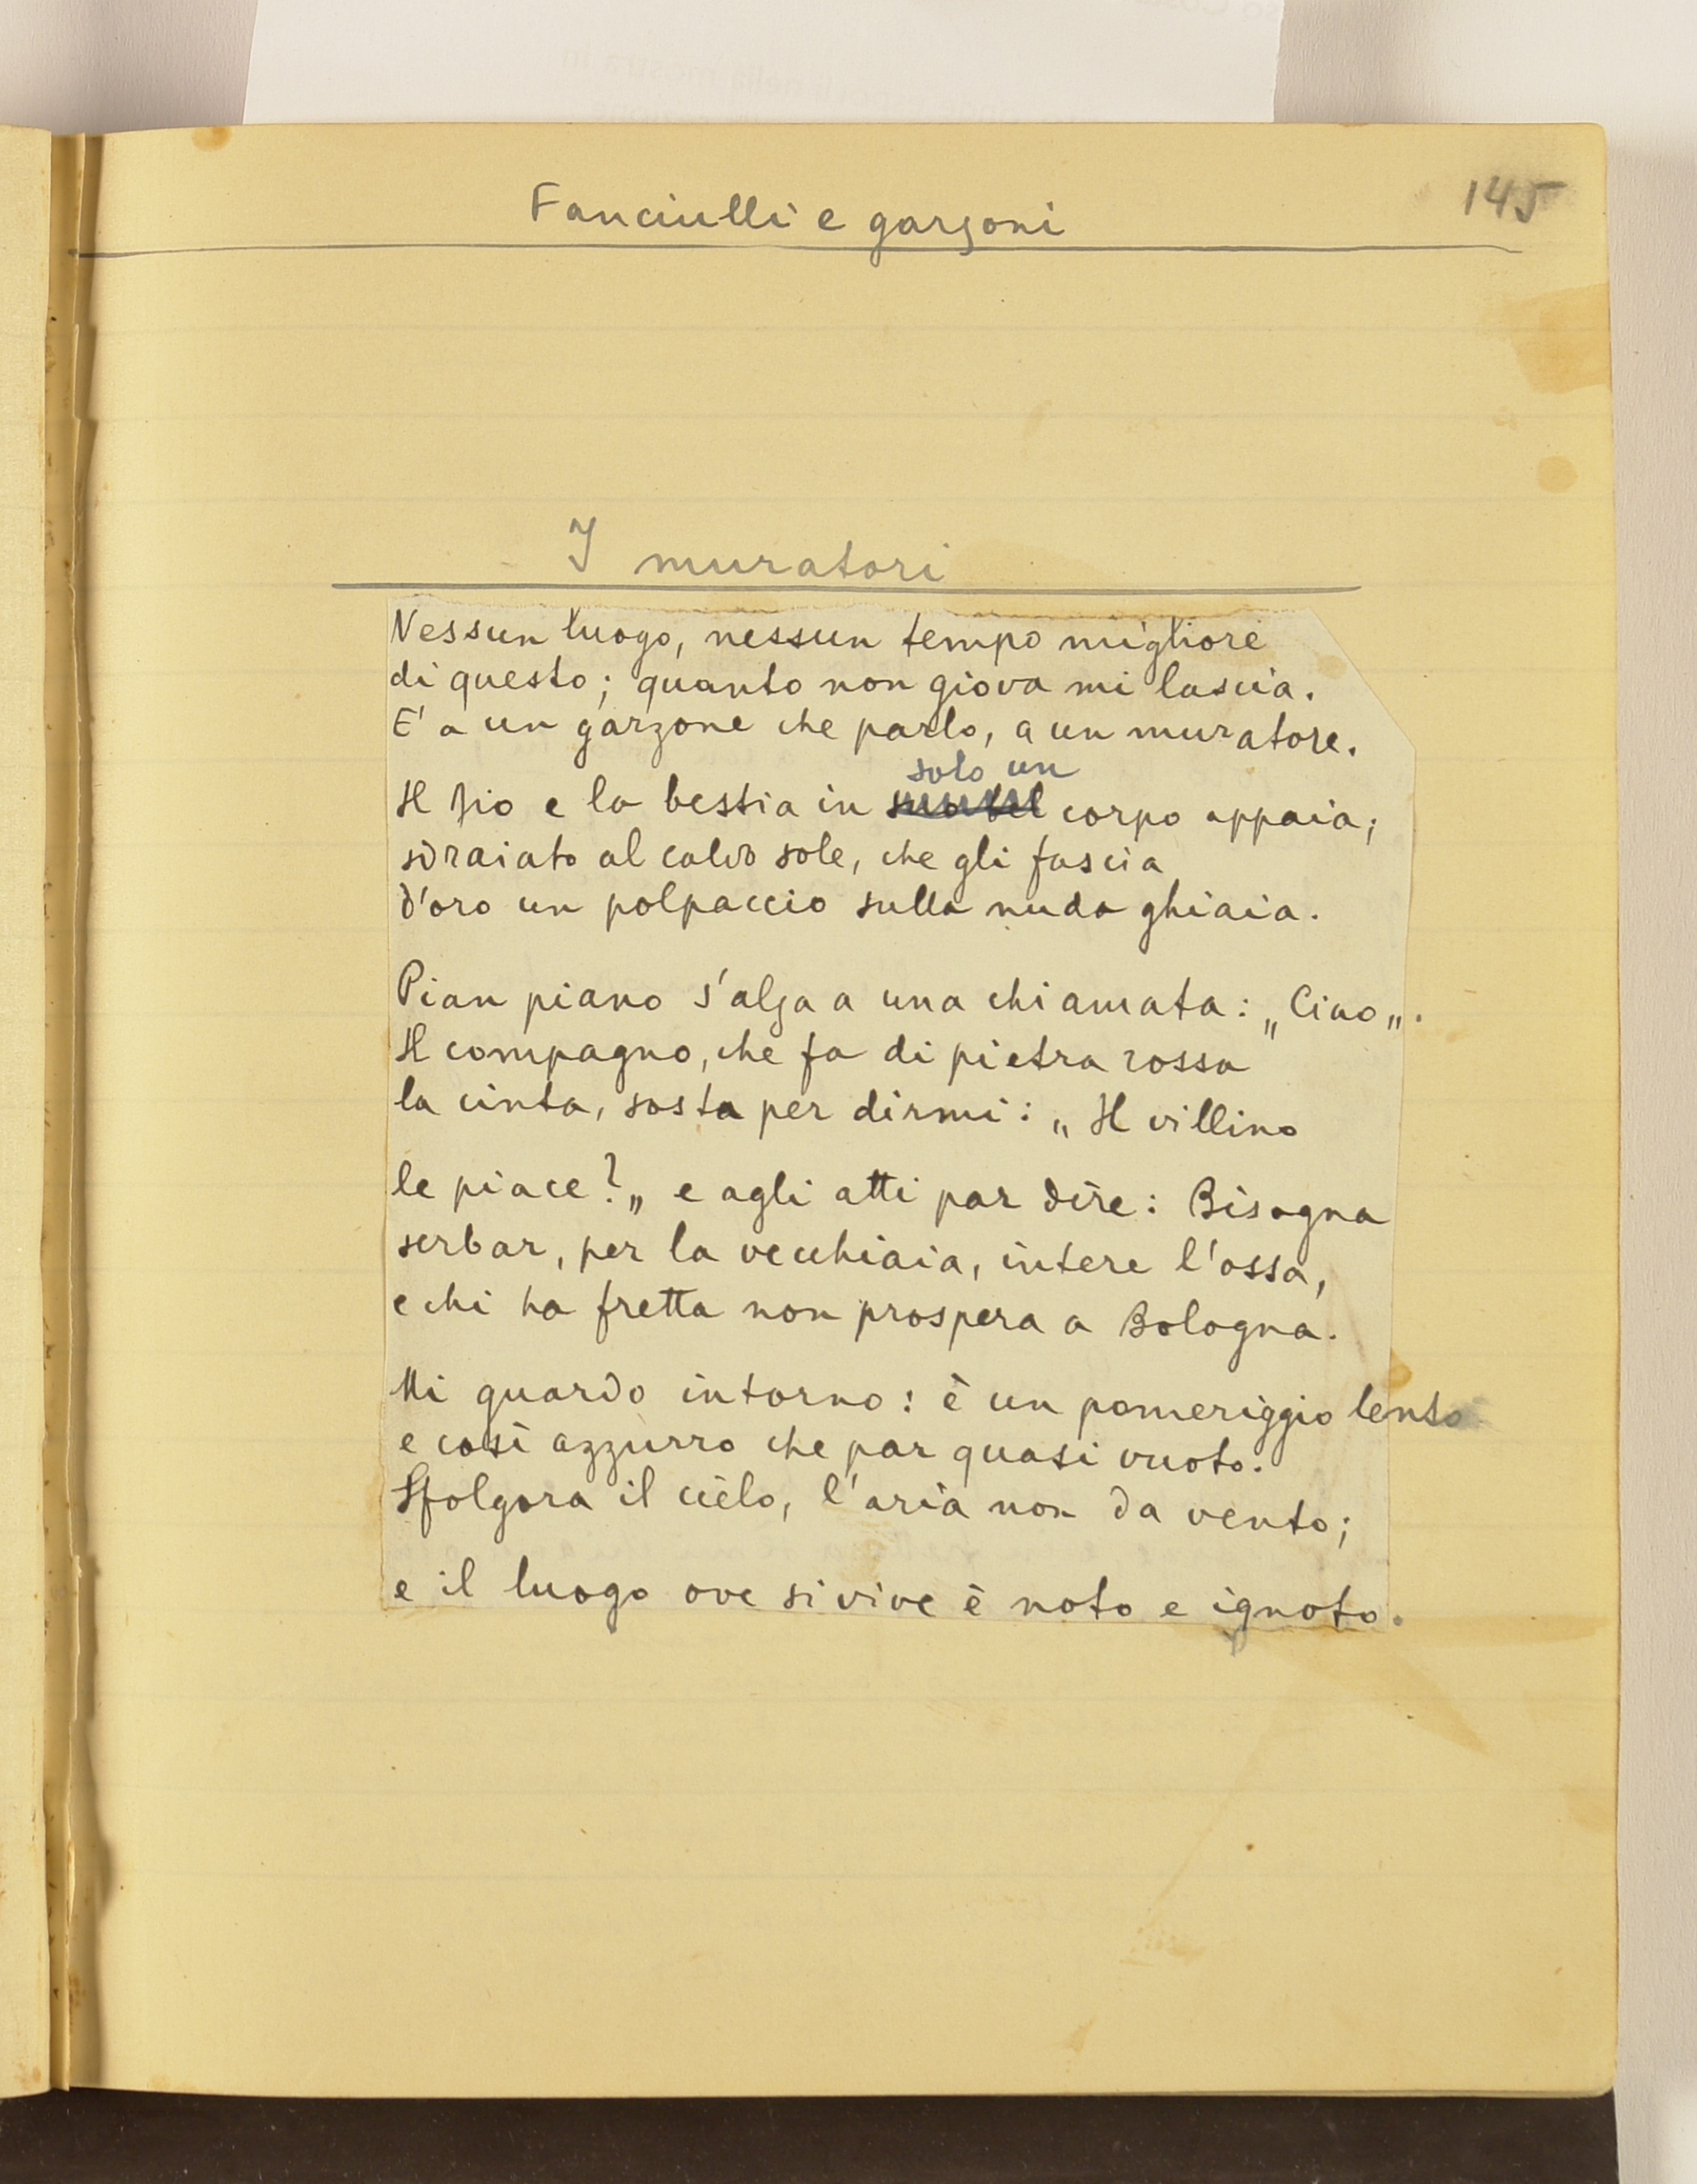 145
Fanciulli e garzoni
I muratori
Nessun luogo, nessun tempo migliore
di questo; quanto non giova mi lascia.
E' a un garzone che parlo, a un muratore.
solo un
Il Dio e la bestia in corpo appaia;
sdraiato al caldo sole, che gli fascia
d'oro un polpaccio sulla nuda ghiaia.
Pian piano s'alza a una chiamata: „Ciao„.
Il compagno, che fa di pietra rossa
la cinta, sosta per dirmi: „Il villino
le piace?„ e agli atti par dire: Bisogna
serbar, per la vecchiaia, intere l'ossa,
e chi ha fretta non prospera a Bologna.
Mi guardo intorno: è un pomeriggio lento
e così azzurro che par quasi vuoto.
Sfolgora il cielo, l'aria non da vento;
e il luogo ove si vive è noto e ignoto.